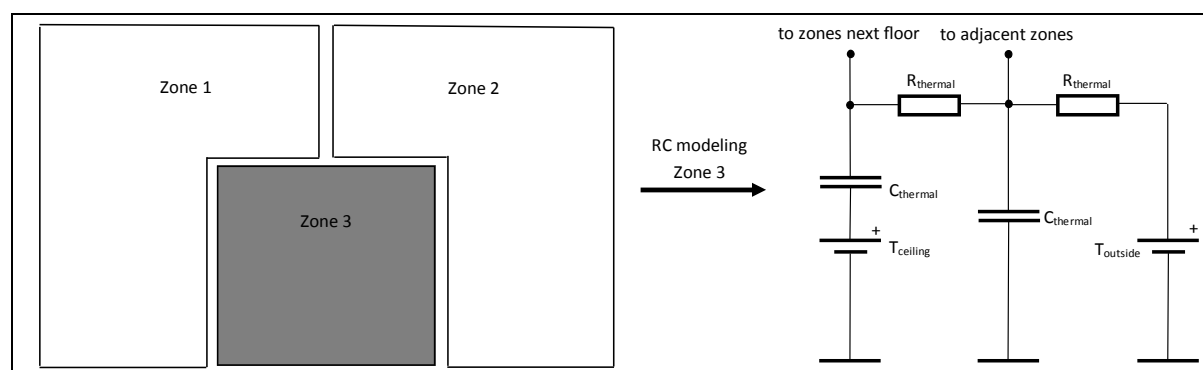 Zone 1
Zone 2
Zone 3
RC modeling
Zone 3
to zones next floor
to adjacent zones
Rthermal
Rthermal
Cthermal
Cthermal
+
Tceiling
+
Toutside